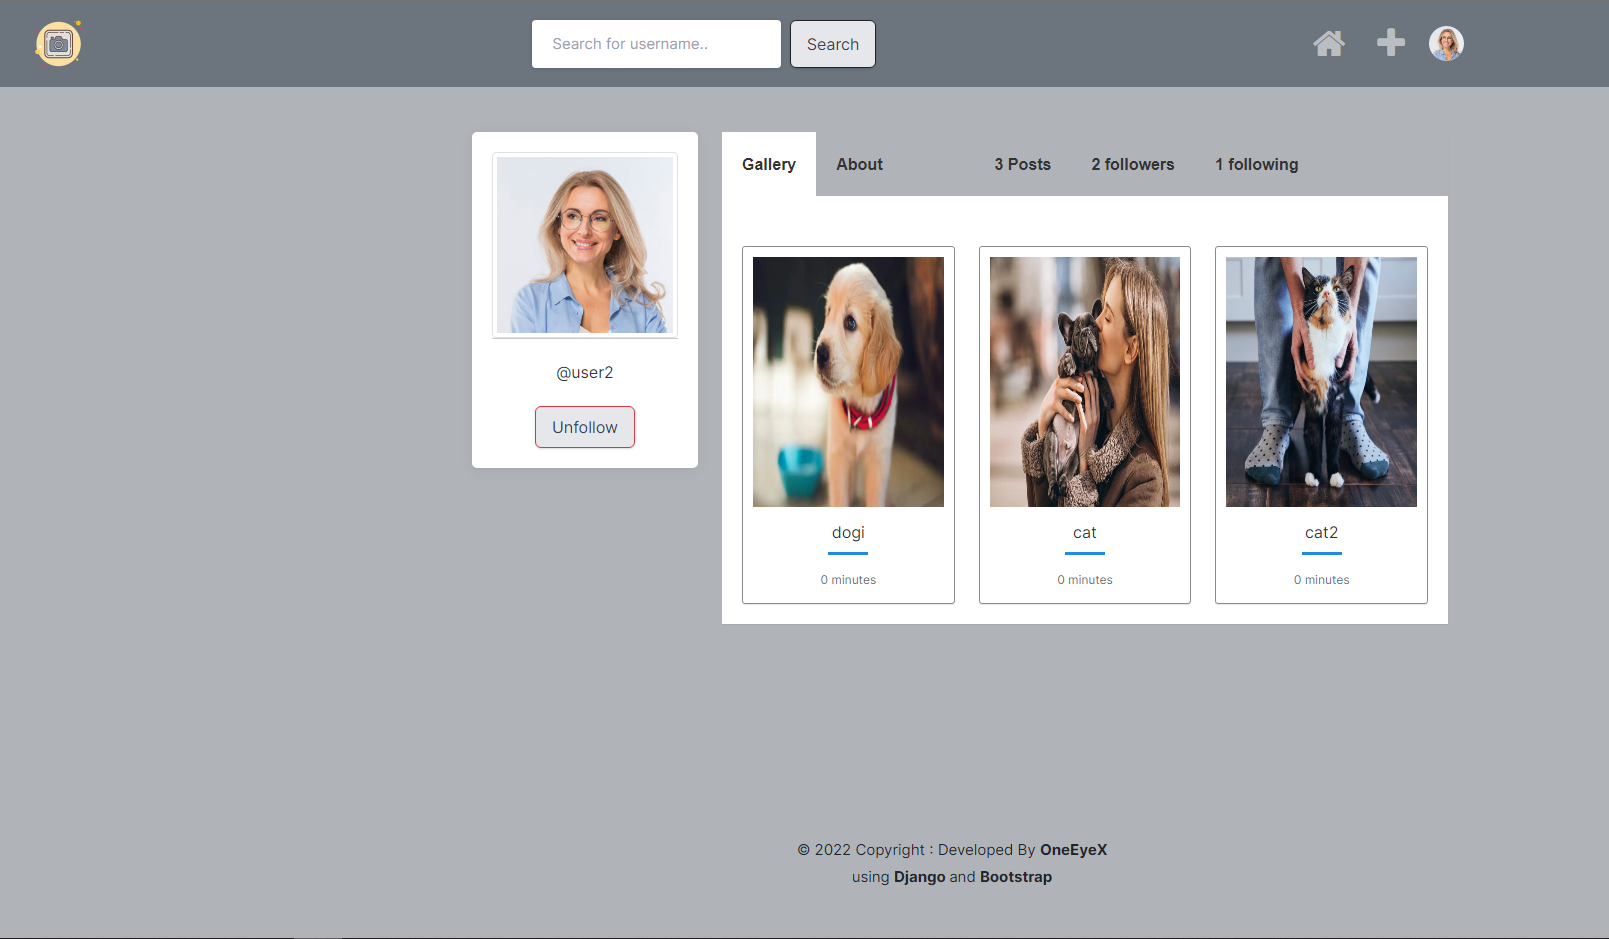 Search for username..
Search
Gallery About 3 Posts 2 followers 1 following
@user2
Unfollow
dogi
0 minutes
cat
0 minutes
cat2
0 minutes
© 2022 Copyright : Developed By OneEyeX
using Django and Bootstrap